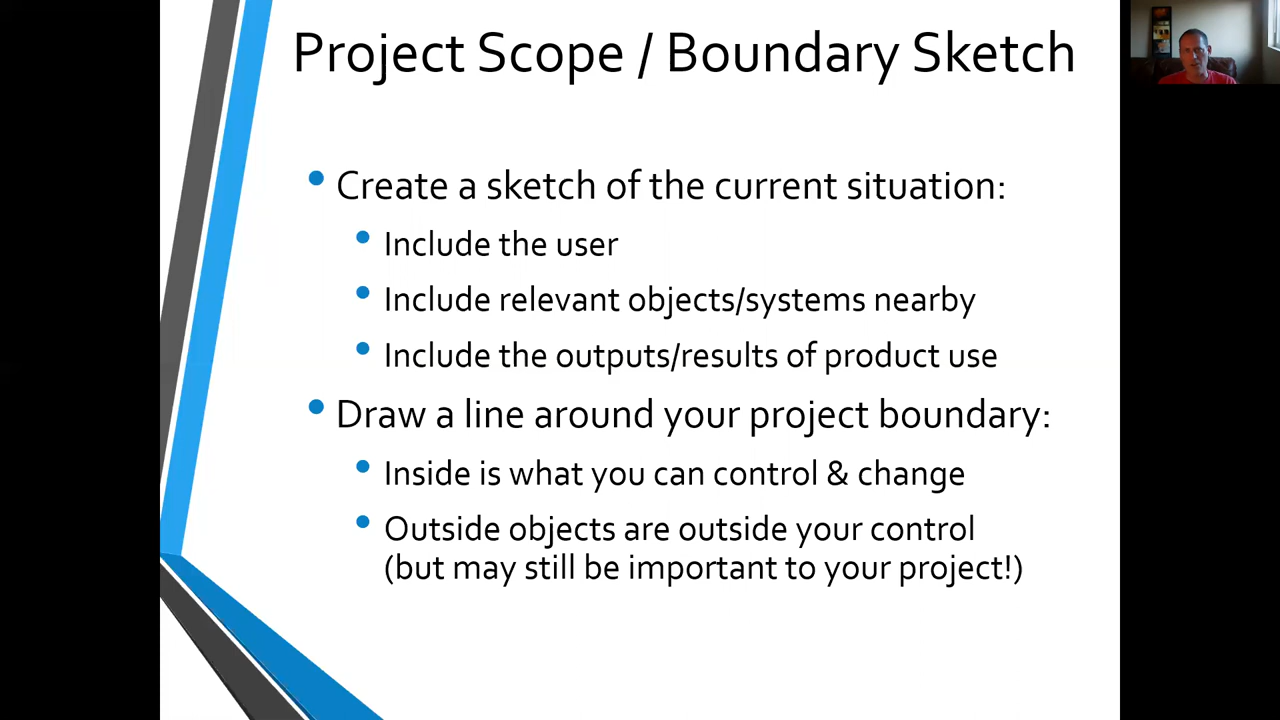 Project Scope / Boundary Sketch
Create a sketch of the current situation:
Include the user
Include relevant objects/systems nearby
Include the outputs/results of product use
Draw a line around your project boundary:
Inside is what you can control & change
Outside objects are outside your control
(but may still be important to your project!)